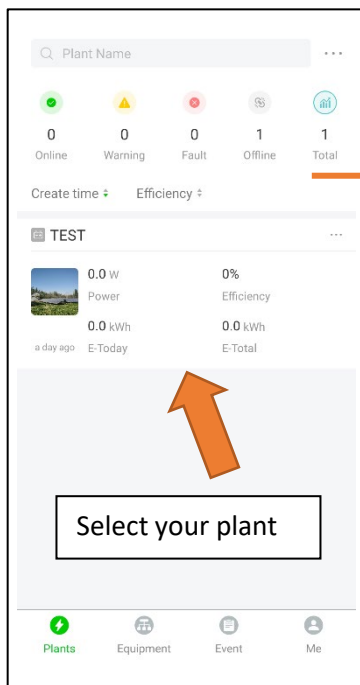 Plant Name
0 0 0 1 1
Online Warning Fault Offline Total
Create time Efficiency
TEST
0.0 W 0%
Power Efficiency
0.0 kWh 0.0 kWh
a day ago E-Today E-Total
Select your plant
Plants Equipment Event Me